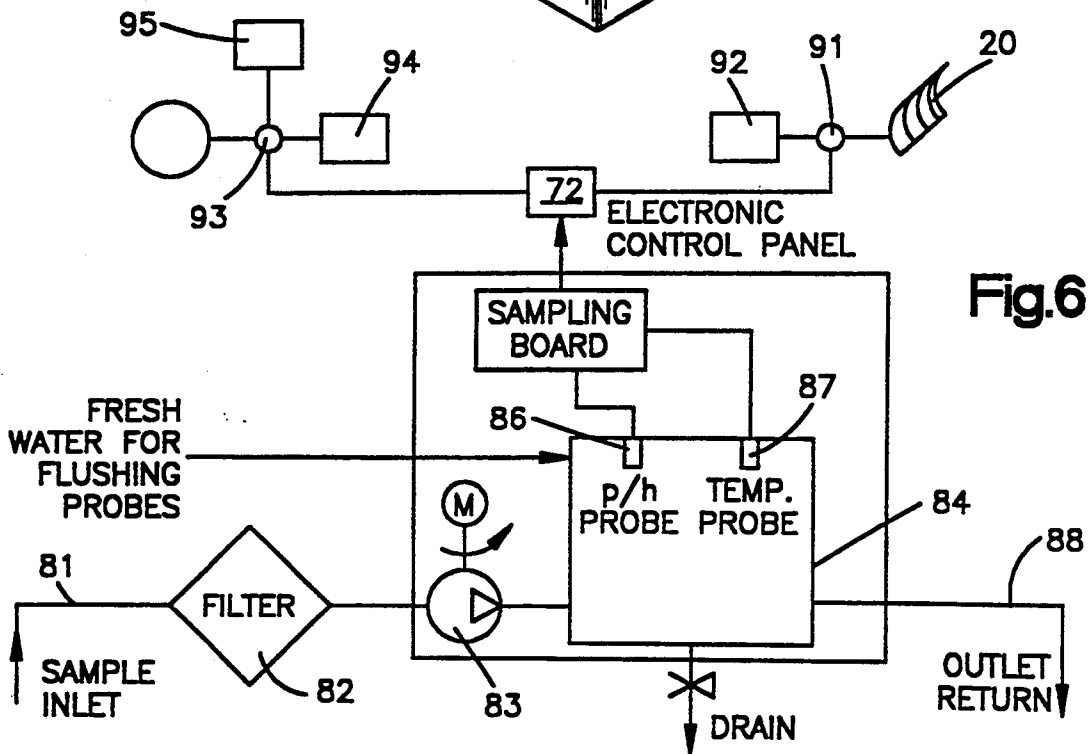 95
94
93
92
91
20
72
ELECTRONIC
CONTROL PANEL
Fig.6
SAMPLING
BOARD
FRESH
WATER FOR
FLUSHING
PROBES
86
87
p/h
PROBE
TEMP.
PROBE
84
88
M
81
FILTER
82
83
SAMPLE
INLET
DRAIN
OUTLET
RETURN